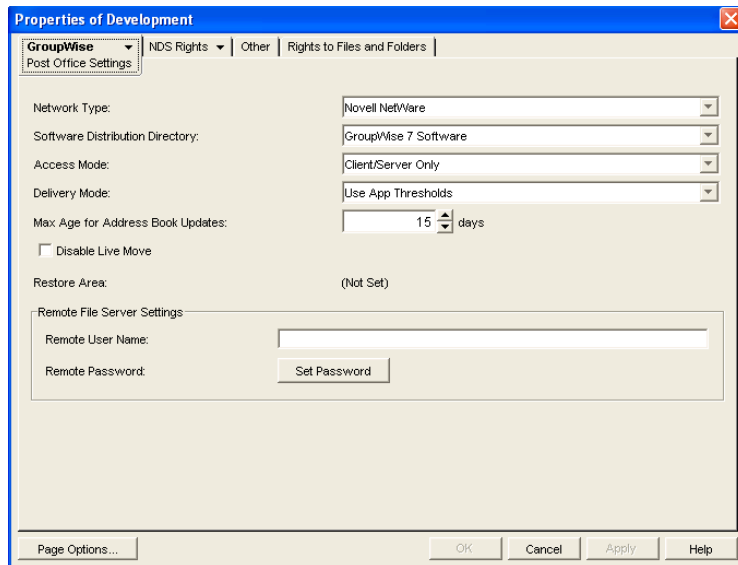 Properties of Development
GroupWise NDS Rights Other Rights to Files and Folders
Post Office Settings
Network Type: Novell NetWare
Software Distribution Directory: GroupWise 7 Software
Access Mode: Client/Server Only
Delivery Mode: Use App Thresholds
Max Age for Address Book Updates: 15 days
Disable Live Move
Restore Area: (Not Set)
Remote File Server Settings
Remote User Name:
Remote Password: Set Password
Page Options... OK Cancel Apply Help